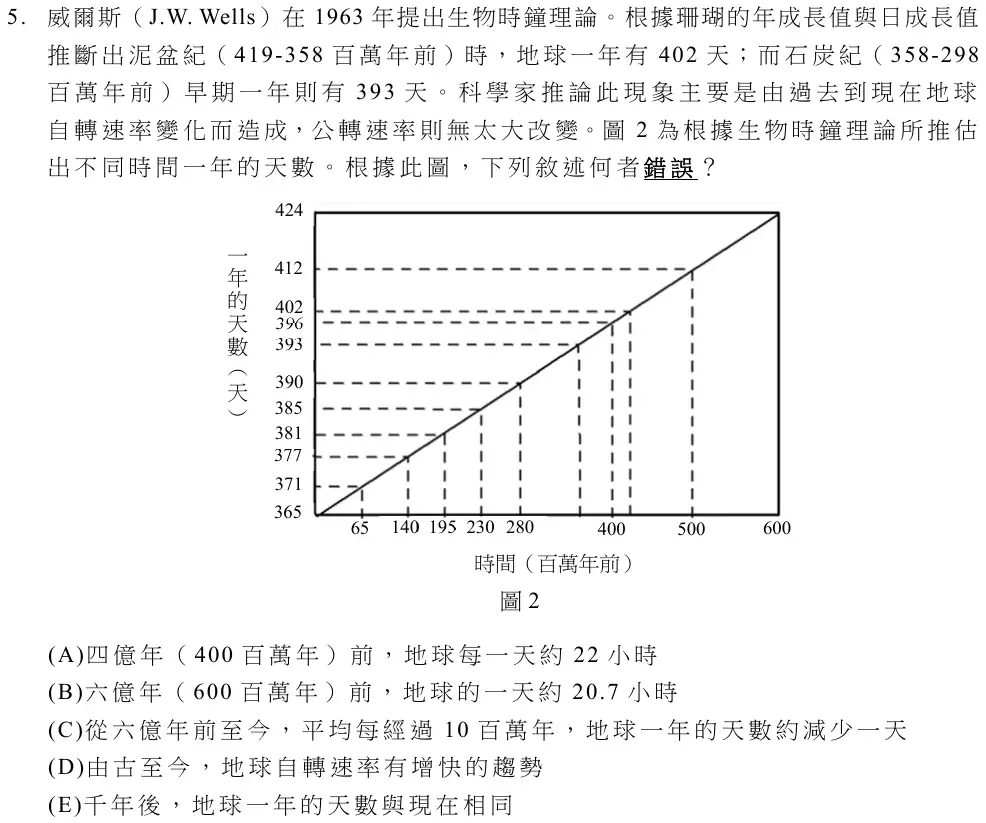 5. 威爾斯（J.W. Wells）在 1963 年提出生物時鐘理論。根據珊瑚的年成長值與日成長值
推斷出泥盆紀（419-358 百萬年前）時，地球一年有 402 天；而石炭紀（358-298
百萬年前）早期一年則有 393 天。科學家推論此現象主要是由過去到現在地球
自轉速率變化而造成，公轉速率則無太大改變。圖 2 為根據生物時鐘理論所推估
出不同時間一年的天數。根據此圖，下列敘述何者錯誤？
一年的天數（天）
424
412
402
396
393
390
385
381
377
371
365
65 140 195 230 280 400 500 600
時間（百萬年前）
圖 2
(A)四億年（400 百萬年）前，地球每一天約 22 小時
(B)六億年（600 百萬年）前，地球的一天約 20.7 小時
(C)從六億年前至今，平均每經過 10 百萬年，地球一年的天數約減少一天
(D)由古至今，地球自轉速率有增快的趨勢
(E)千年後，地球一年的天數與現在相同